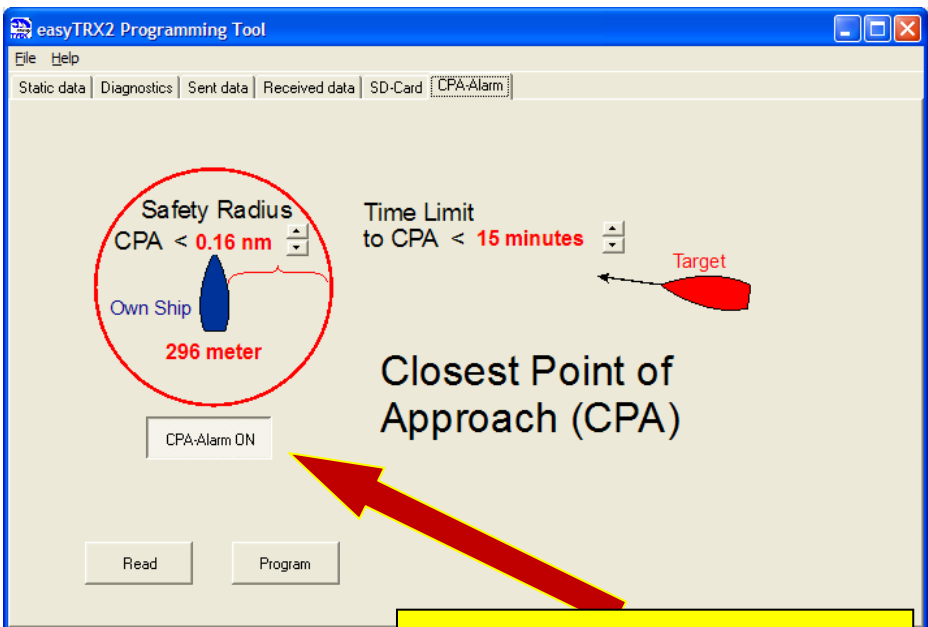 easyTRX2 Programming Tool
File Help
Static data Diagnostics Sent data Received data SD-Card CPA-Alarm
Safety Radius
CPA < 0.16 nm
Time Limit
to CPA < 15 minutes
Target
Own Ship
296 meter
Closest Point of
Approach (CPA)
CPA-Alarm ON
Read Program